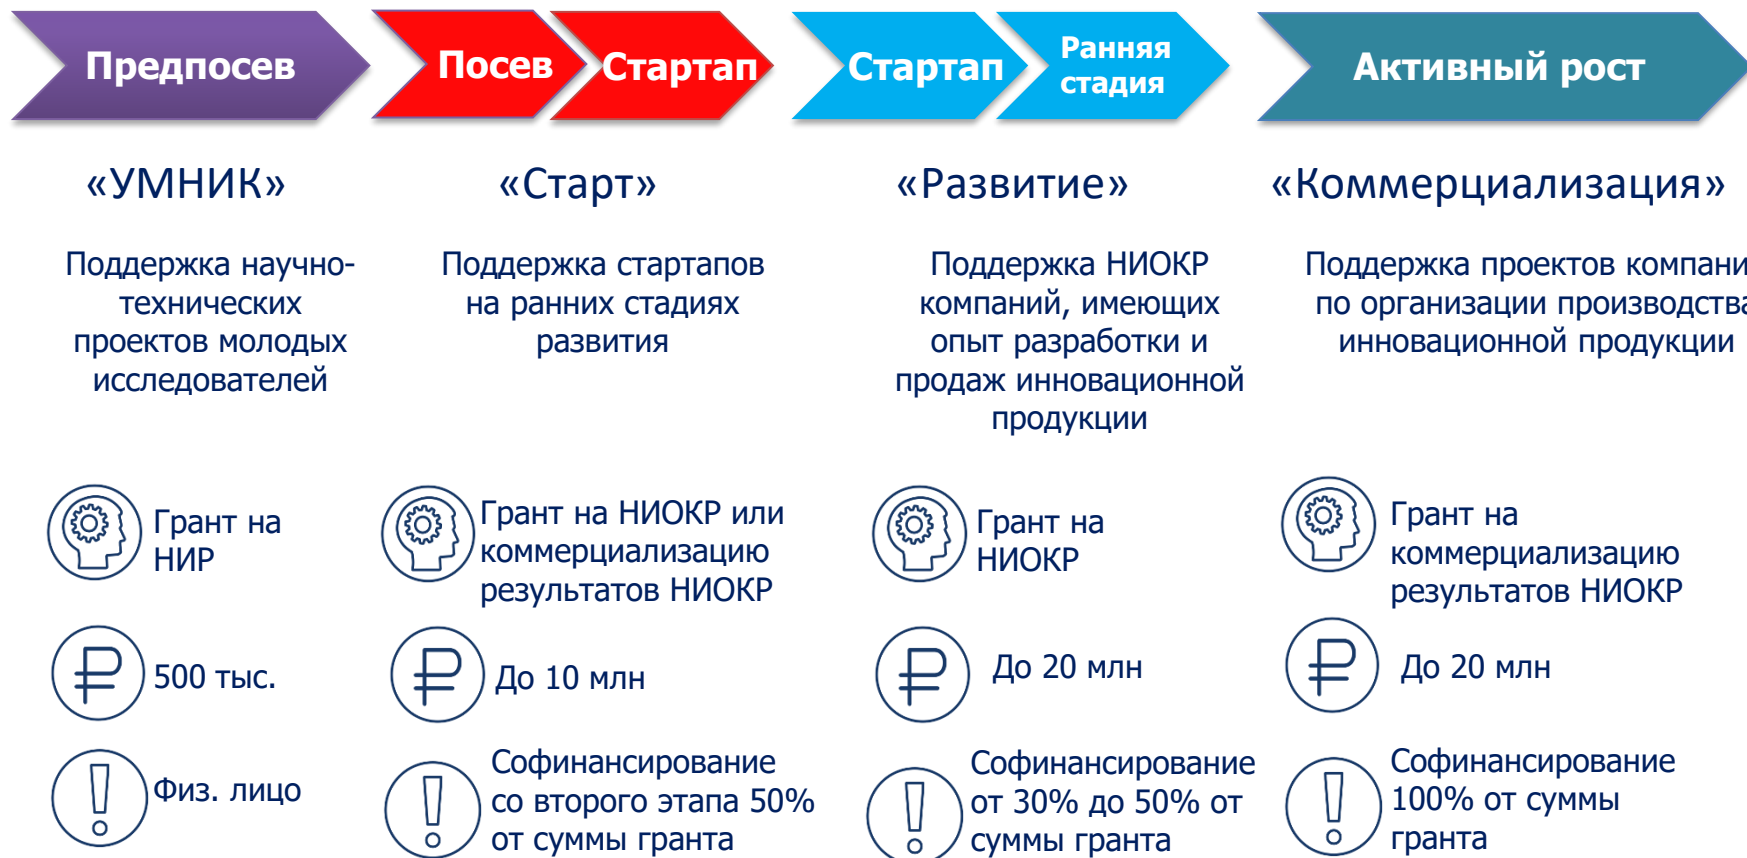 Предпосев
Посев
Стартап
Стартап
Ранняя
стадия
Активный рост
«УМНИК»
Поддержка научно-
технических
проектов молодых
исследователей
Грант на
НИР
500 тыс.
Физ. лицо
«Старт»
Поддержка стартапов
на ранних стадиях
развития
Грант на НИОКР или
коммерциализацию
результатов НИОКР
До 10 млн
Софинансирование
со второго этапа 50%
от суммы гранта
«Развитие»
Поддержка НИОКР
компаний, имеющих
опыт разработки и
продаж инновационной
продукции
Грант на
НИОКР
До 20 млн
Софинансирование
от 30% до 50% от
суммы гранта
«Коммерциализация»
Поддержка проектов компани
по организации производства
инновационной продукции
Грант на
коммерциализацию
результатов НИОКР
До 20 млн
Софинансирование
100% от суммы
гранта